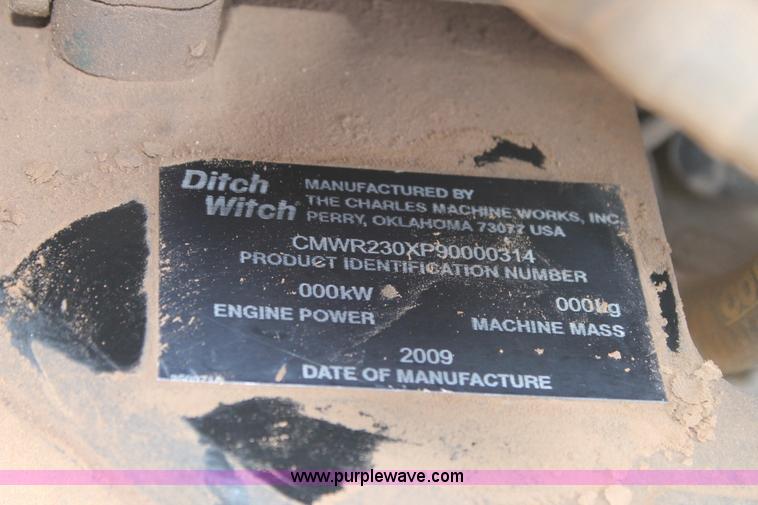 Ditch Witch®
MANUFACTURED BY
THE CHARLES MACHINE WORKS, INC.
PERRY, OKLAHOMA 73077 USA
CMWR230XP90000314
PRODUCT IDENTIFICATION NUMBER
000kW
ENGINE POWER
000kg
MACHINE MASS
2009
DATE OF MANUFACTURE
www.purplewave.com